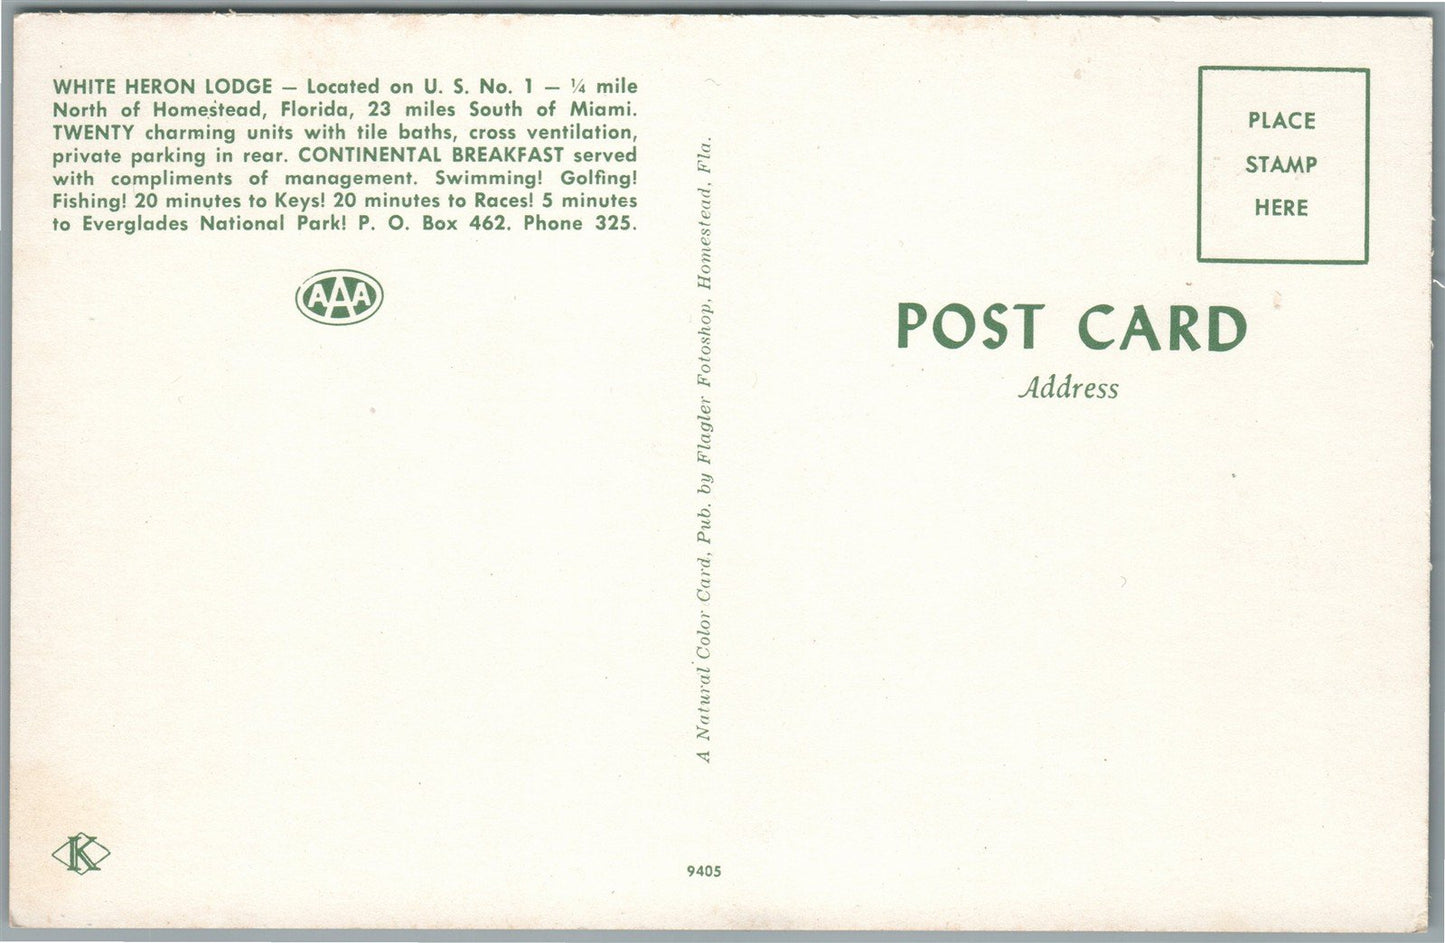 WHITE HERON LODGE — Located on U. S. No. 1 — ¼ mile
North of Homestead, Florida, 23 miles South of Miami.
TWENTY charming units with tile baths, cross ventilation,
private parking in rear. CONTINENTAL BREAKFAST served
with compliments of management. Swimming! Golfing!
Fishing! 20 minutes to Keys! 20 minutes to Races! 5 minutes
to Everglades National Park! P. O. Box 462. Phone 325.
AAA
K
A Natural Color Card, Pub. by Flagler Fotoshop, Homestead, Fla.
9405
PLACE
STAMP
HERE
POST CARD
Address